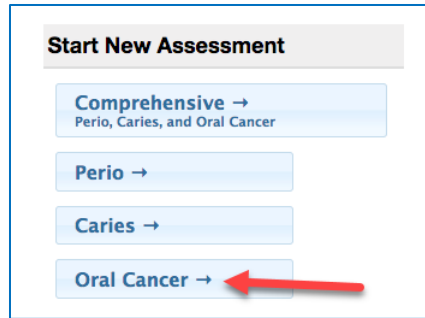 Start New Assessment
Comprehensive →
Perio, Caries, and Oral Cancer
Perio →
Caries →
Oral Cancer →